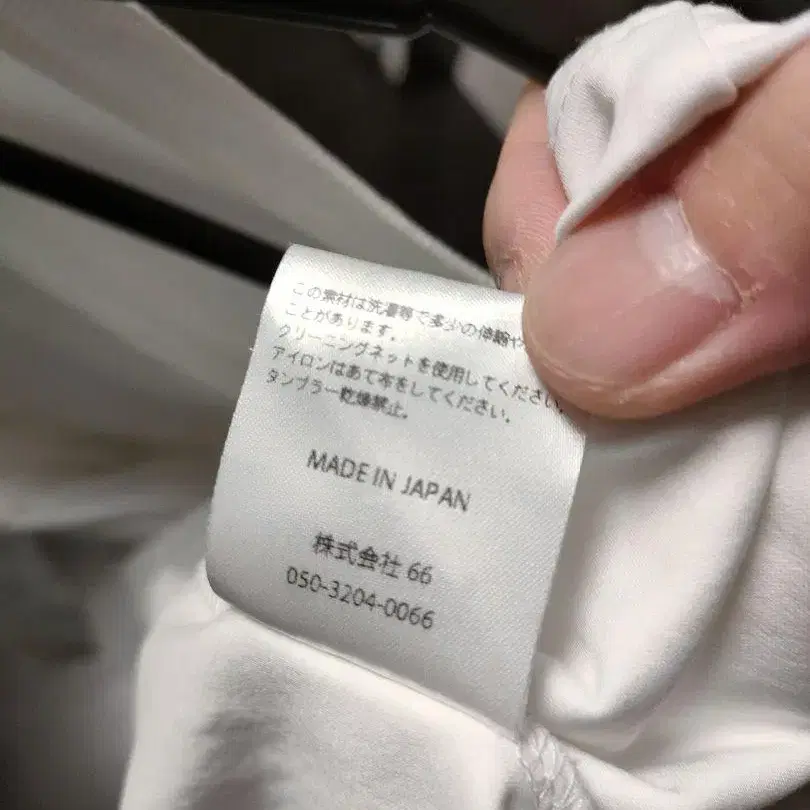 この素材は洗濯等で多少の伸縮や
ことがあります。
クリーニングネットを使用してください。
アイロンはあて布をしてください。
タンブラー乾燥禁止。
MADE IN JAPAN
株式会社 66
050-3204-0066